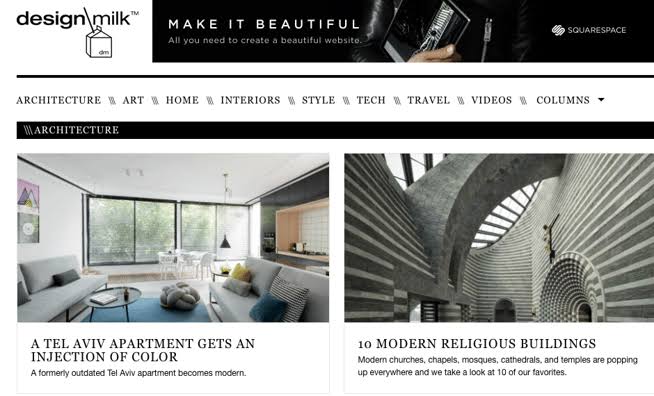 design\milk™
dm
MAKE IT BEAUTIFUL
All you need to create a beautiful website.
SQUARESPACE
ARCHITECTURE \\\ ART \\\ HOME \\\ INTERIORS \\\ STYLE \\\ TECH \\\ TRAVEL \\\ VIDEOS \\\ COLUMNS
\\\ARCHITECTURE
A TEL AVIV APARTMENT GETS AN
INJECTION OF COLOR
A formerly outdated Tel Aviv apartment becomes modern.
10 MODERN RELIGIOUS BUILDINGS
Modern churches, chapels, mosques, cathedrals, and temples are popping
up everywhere and we take a look at 10 of our favorites.